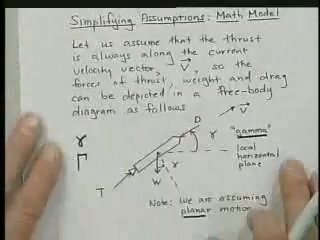 Simplifying Assumptions: Math Model
Let us assume that the thrust
is always along the current
velocity vector, V⃗, so the
forces of thrust, weight and drag
can be depicted in a free-body
diagram as follows
D
V⃗
γ
γ
"gamma"
Γ
local
horizontal
plane
γ
W
T
Note: We are assuming
planar motion